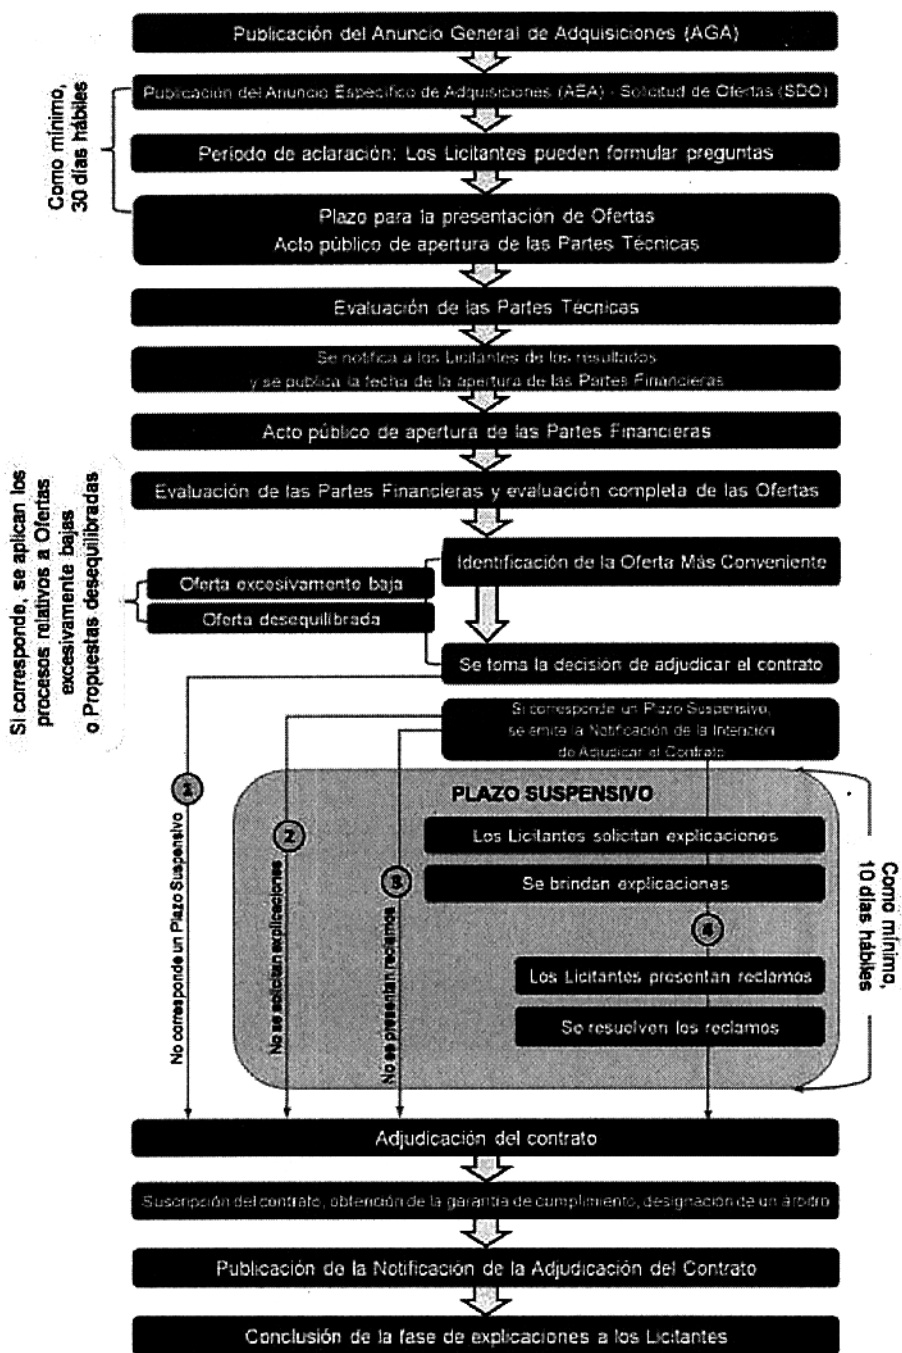 Publicación del Anuncio General de Adquisiciones (AGA)
Publicación del Anuncio Específico de Adquisiciones (AEA) - Solicitud de Ofertas (SDO)
Como mínimo,
30 días hábiles
Período de aclaración: Los Licitantes pueden formular preguntas
Plazo para la presentación de Ofertas
Acto público de apertura de las Partes Técnicas
Evaluación de las Partes Técnicas
Se notifica a los Licitantes de los resultados
y se publica la fecha de la apertura de las Partes Financieras
Acto público de apertura de las Partes Financieras
Evaluación de las Partes Financieras y evaluación completa de las Ofertas
Si corresponde, se aplican los
procesos relativos a Ofertas
excesivamente bajas
o Propuestas desequilibradas
Identificación de la Oferta Más Conveniente
Oferta excesivamente baja
Oferta desequilibrada
Se toma la decisión de adjudicar el contrato
Si corresponde un Plazo Suspensivo,
se emite la Notificación de la Intención
de Adjudicar el Contrato
PLAZO SUSPENSIVO
1
No corresponde un Plazo Suspensivo
2
No se solicitan explicaciones
3
No se presentan reclamos
Los Licitantes solicitan explicaciones
Se brindan explicaciones
4
Los Licitantes presentan reclamos
Se resuelven los reclamos
Como mínimo,
10 días hábiles
Adjudicación del contrato
Suscripción del contrato, obtención de la garantía de cumplimiento, designación de un árbitro
Publicación de la Notificación de la Adjudicación del Contrato
Conclusión de la fase de explicaciones a los Licitantes